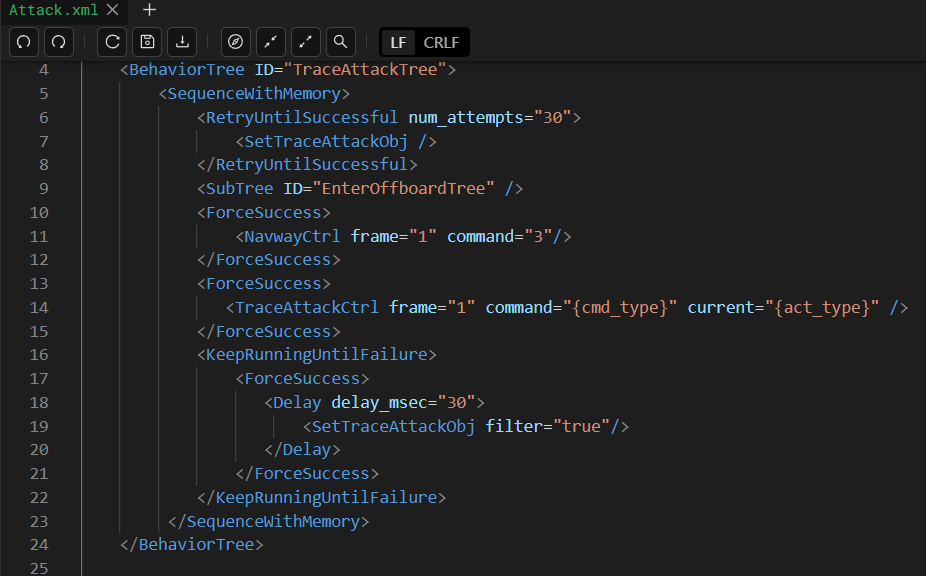 Attack.xml
LF CRLF
4 <BehaviorTree ID="TraceAttackTree">
5 <SequenceWithMemory>
6 <RetryUntilSuccessful num_attempts="30">
7 <SetTraceAttackObj />
8 </RetryUntilSuccessful>
9 <SubTree ID="EnterOffboardTree" />
10 <ForceSuccess>
11 <NavwayCtrl frame="1" command="3"/>
12 </ForceSuccess>
13 <ForceSuccess>
14 <TraceAttackCtrl frame="1" command="{cmd_type}" current="{act_type}" />
15 </ForceSuccess>
16 <KeepRunningUntilFailure>
17 <ForceSuccess>
18 <Delay delay_msec="30">
19 <SetTraceAttackObj filter="true"/>
20 </Delay>
21 </ForceSuccess>
22 </KeepRunningUntilFailure>
23 </SequenceWithMemory>
24 </BehaviorTree>
25